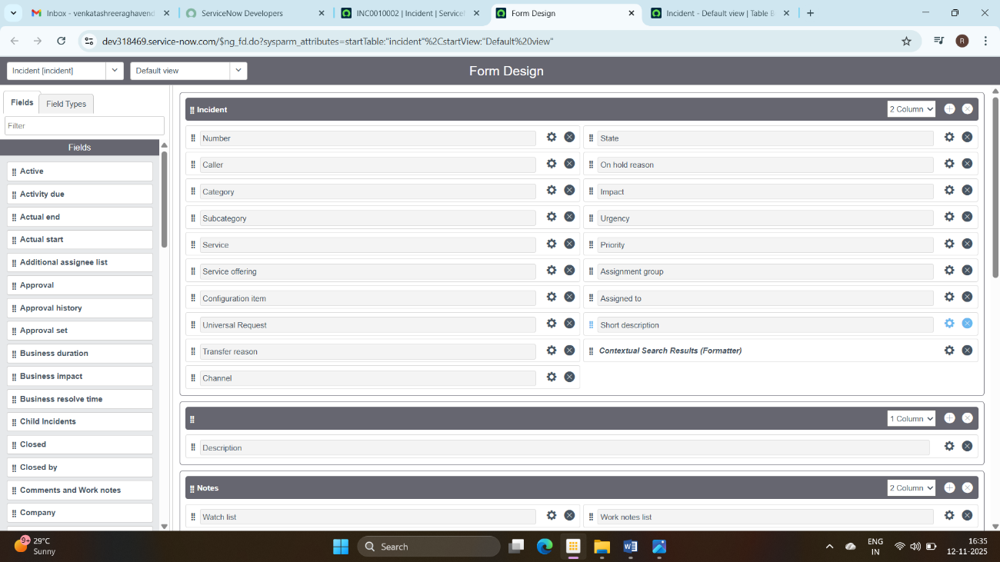 Inbox - venkatashreeraghavend
ServiceNow Developers
INC0010002 | Incident | Servicel
Form Design
Incident - Default view | Table B
dev318469.service-now.com/$ng_fd.do?sysparm_attributes=startTable:"incident"%2CstartView:"Default%20view"
R
Incident [incident]
Default view
Form Design
Fields
Field Types
Filter
Fields
Active
Activity due
Actual end
Actual start
Additional assignee list
Approval
Approval history
Approval set
Business duration
Business impact
Business resolve time
Child Incidents
Closed
Closed by
Comments and Work notes
Company
Incident
2 Column
Number
State
Caller
On hold reason
Category
Impact
Subcategory
Urgency
Service
Priority
Service offering
Assignment group
Configuration item
Assigned to
Universal Request
Short description
Transfer reason
Contextual Search Results (Formatter)
Channel
1 Column
Description
Notes
2 Column
Watch list
Work notes list
9+
29°C
Sunny
Search
ENG
IN
16:35
12-11-2025